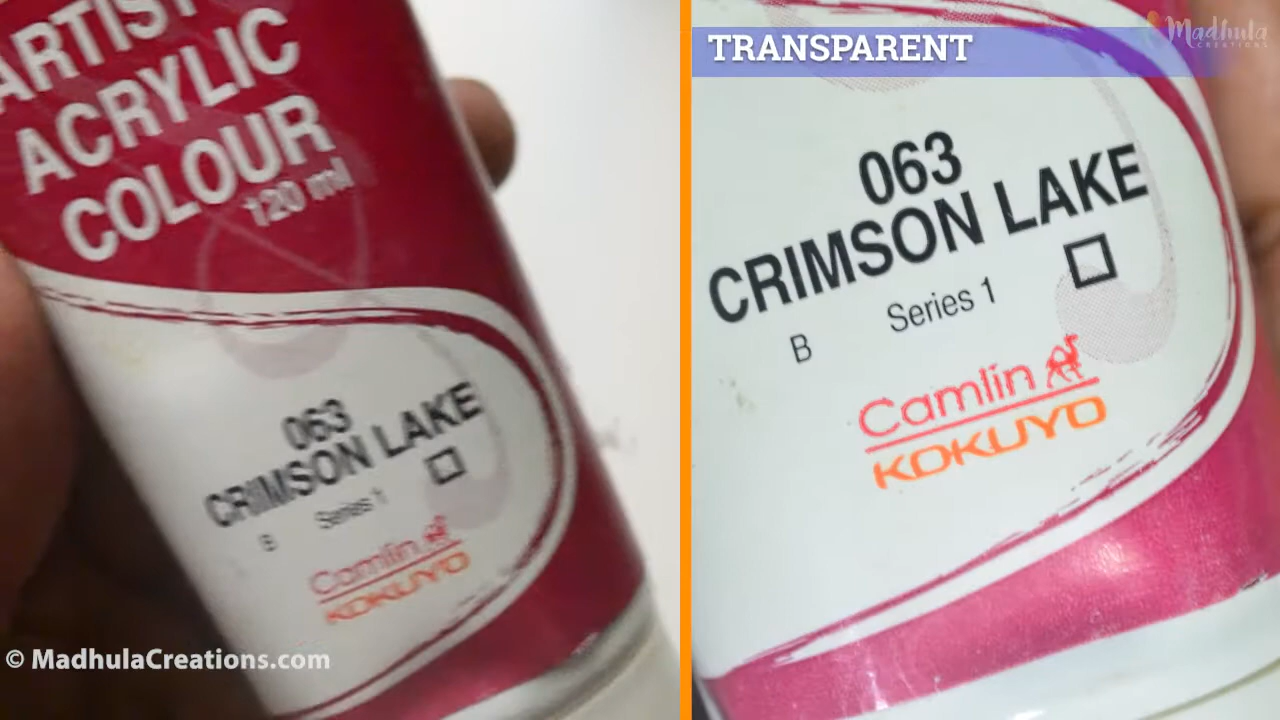 ARTIST
ACRYLIC
COLOUR
120 ml
063
CRIMSON LAKE
B Series 1
Camlin
KOKUYO
© MadhulaCreations.com
TRANSPARENT
Madhula
CREATIONS
063
CRIMSON LAKE
B Series 1
Camlin
KOKUYO